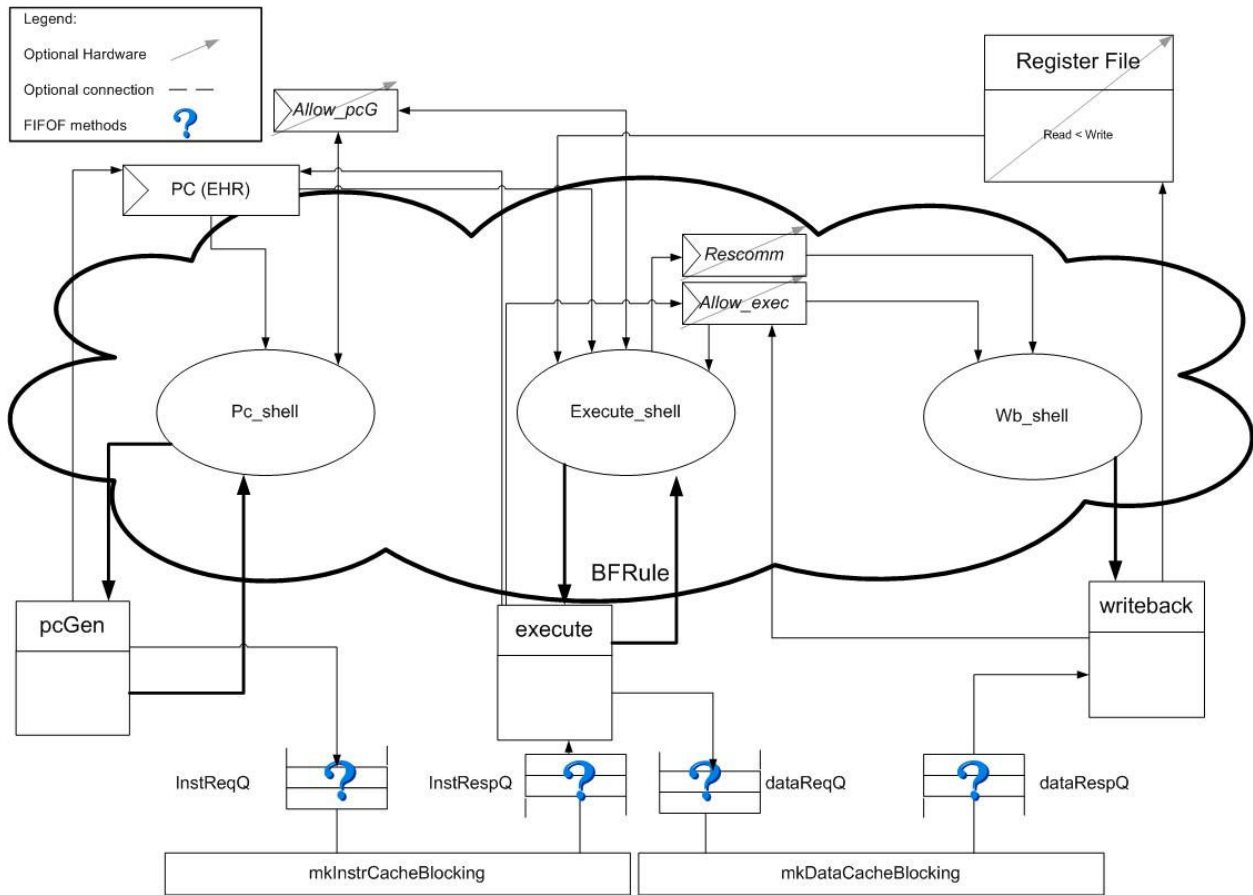 Legend:
Optional Hardware
Optional connection
FIFOF methods
?
Allow_pcG
Register File
Read < Write
PC (EHR)
Rescomm
Allow_exec
Pc_shell
Execute_shell
Wb_shell
BFRule
pcGen
execute
writeback
InstReqQ
?
InstRespQ
?
?
dataReqQ
?
dataRespQ
mkInstrCacheBlocking
mkDataCacheBlocking